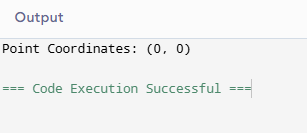 Output
Point Coordinates: (0, 0)
=== Code Execution Successful ===